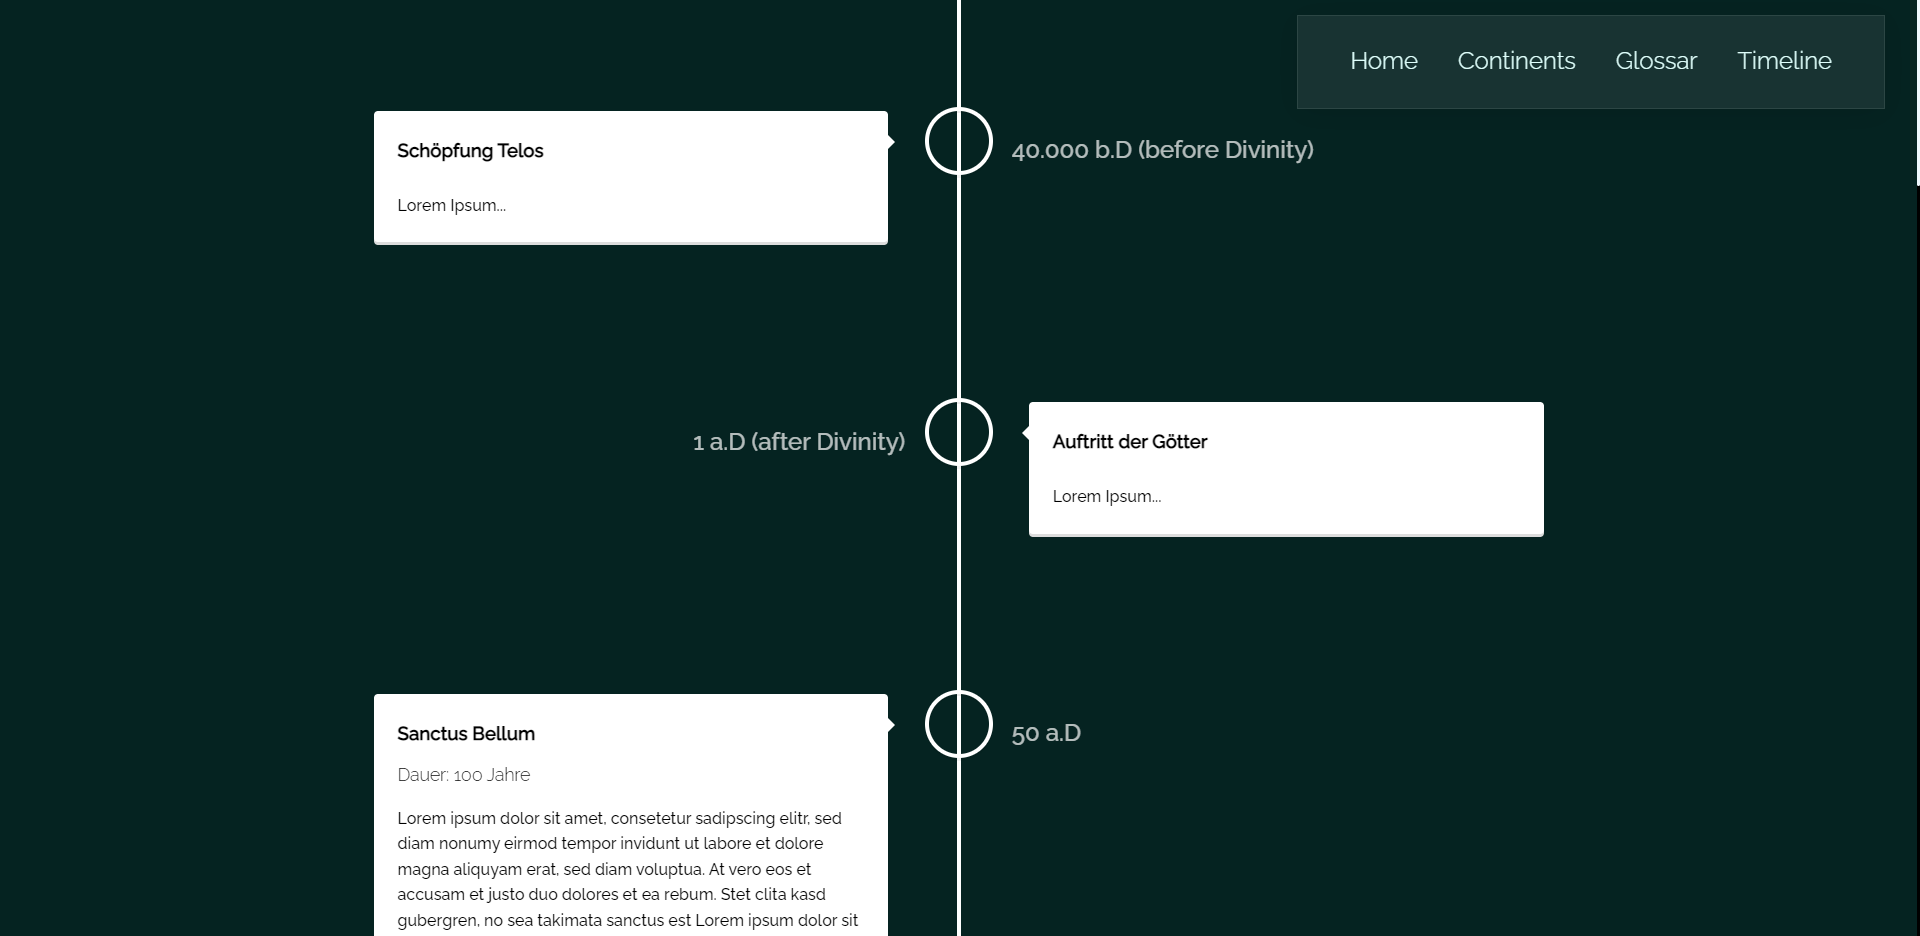 Home Continents Glossar Timeline
Schöpfung Telos
Lorem Ipsum...
40.000 b.D (before Divinity)
1 a.D (after Divinity)
Auftritt der Götter
Lorem Ipsum...
Sanctus Bellum
Dauer: 100 Jahre
Lorem ipsum dolor sit amet, consetetur sadipscing elitr, sed
diam nonumy eirmod tempor invidunt ut labore et dolore
magna aliquyam erat, sed diam voluptua. At vero eos et
accusam et justo duo dolores et ea rebum. Stet clita kasd
gubergren, no sea takimata sanctus est Lorem ipsum dolor sit
50 a.D